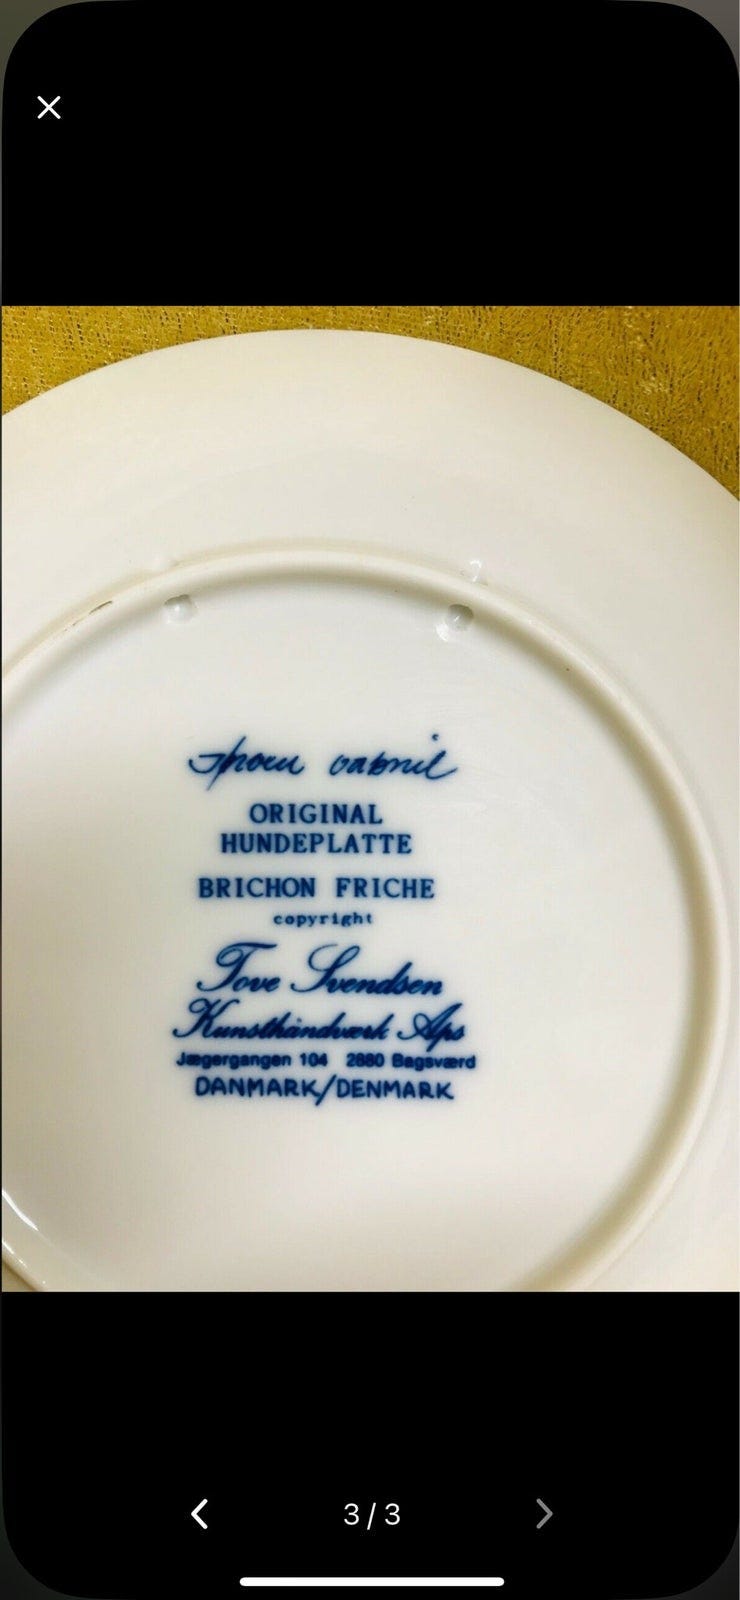 ORIGINAL
HUNDEPLATTE
BRICHON FRICHE
copyright
Tove Svendsen
Kunsthåndværk Aps
Jægergangen 104 2880 Bagsværd
DANMARK/DENMARK
3/3